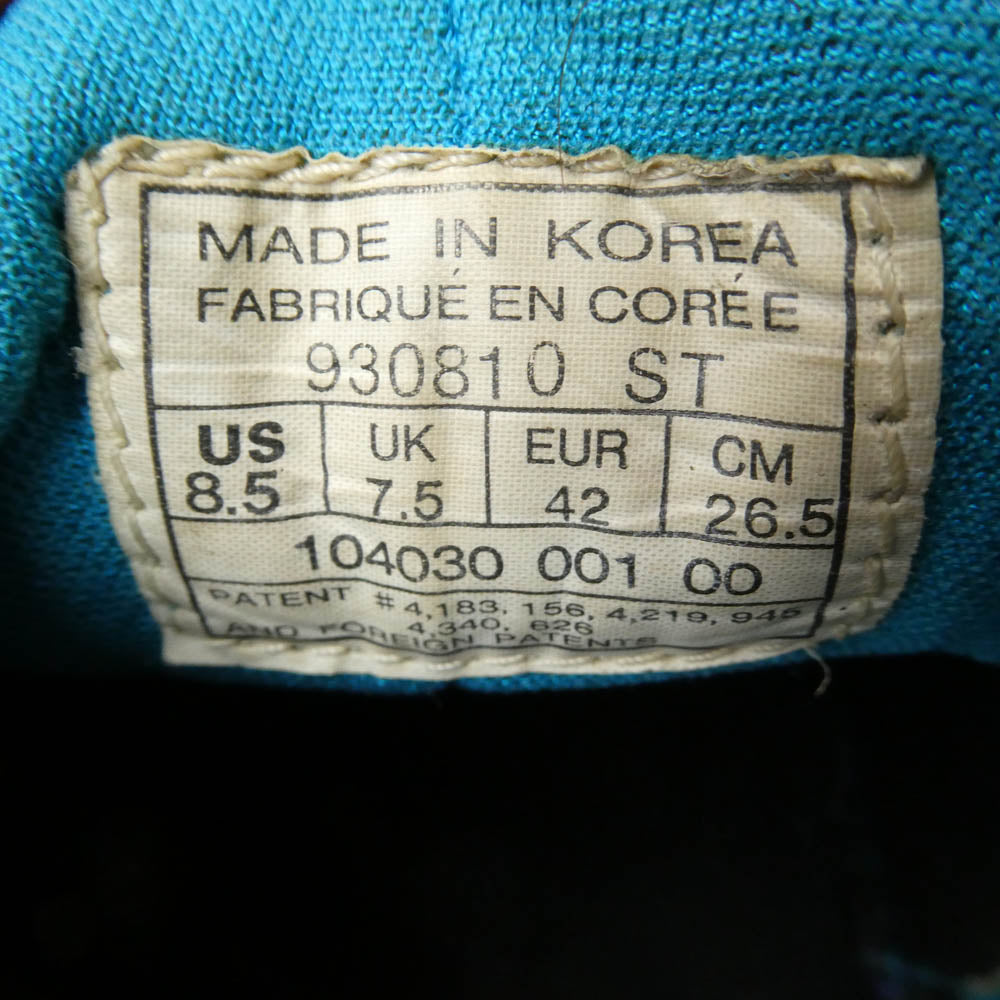 MADE IN KOREA
FABRIQUÉ EN CORÉE
930810 ST
US UK EUR CM
8.5 7.5 42 26.5
104030 001 00
PATENT # 4,183, 156, 4,219, 945
4,340, 626
AND FOREIGN PATENTS